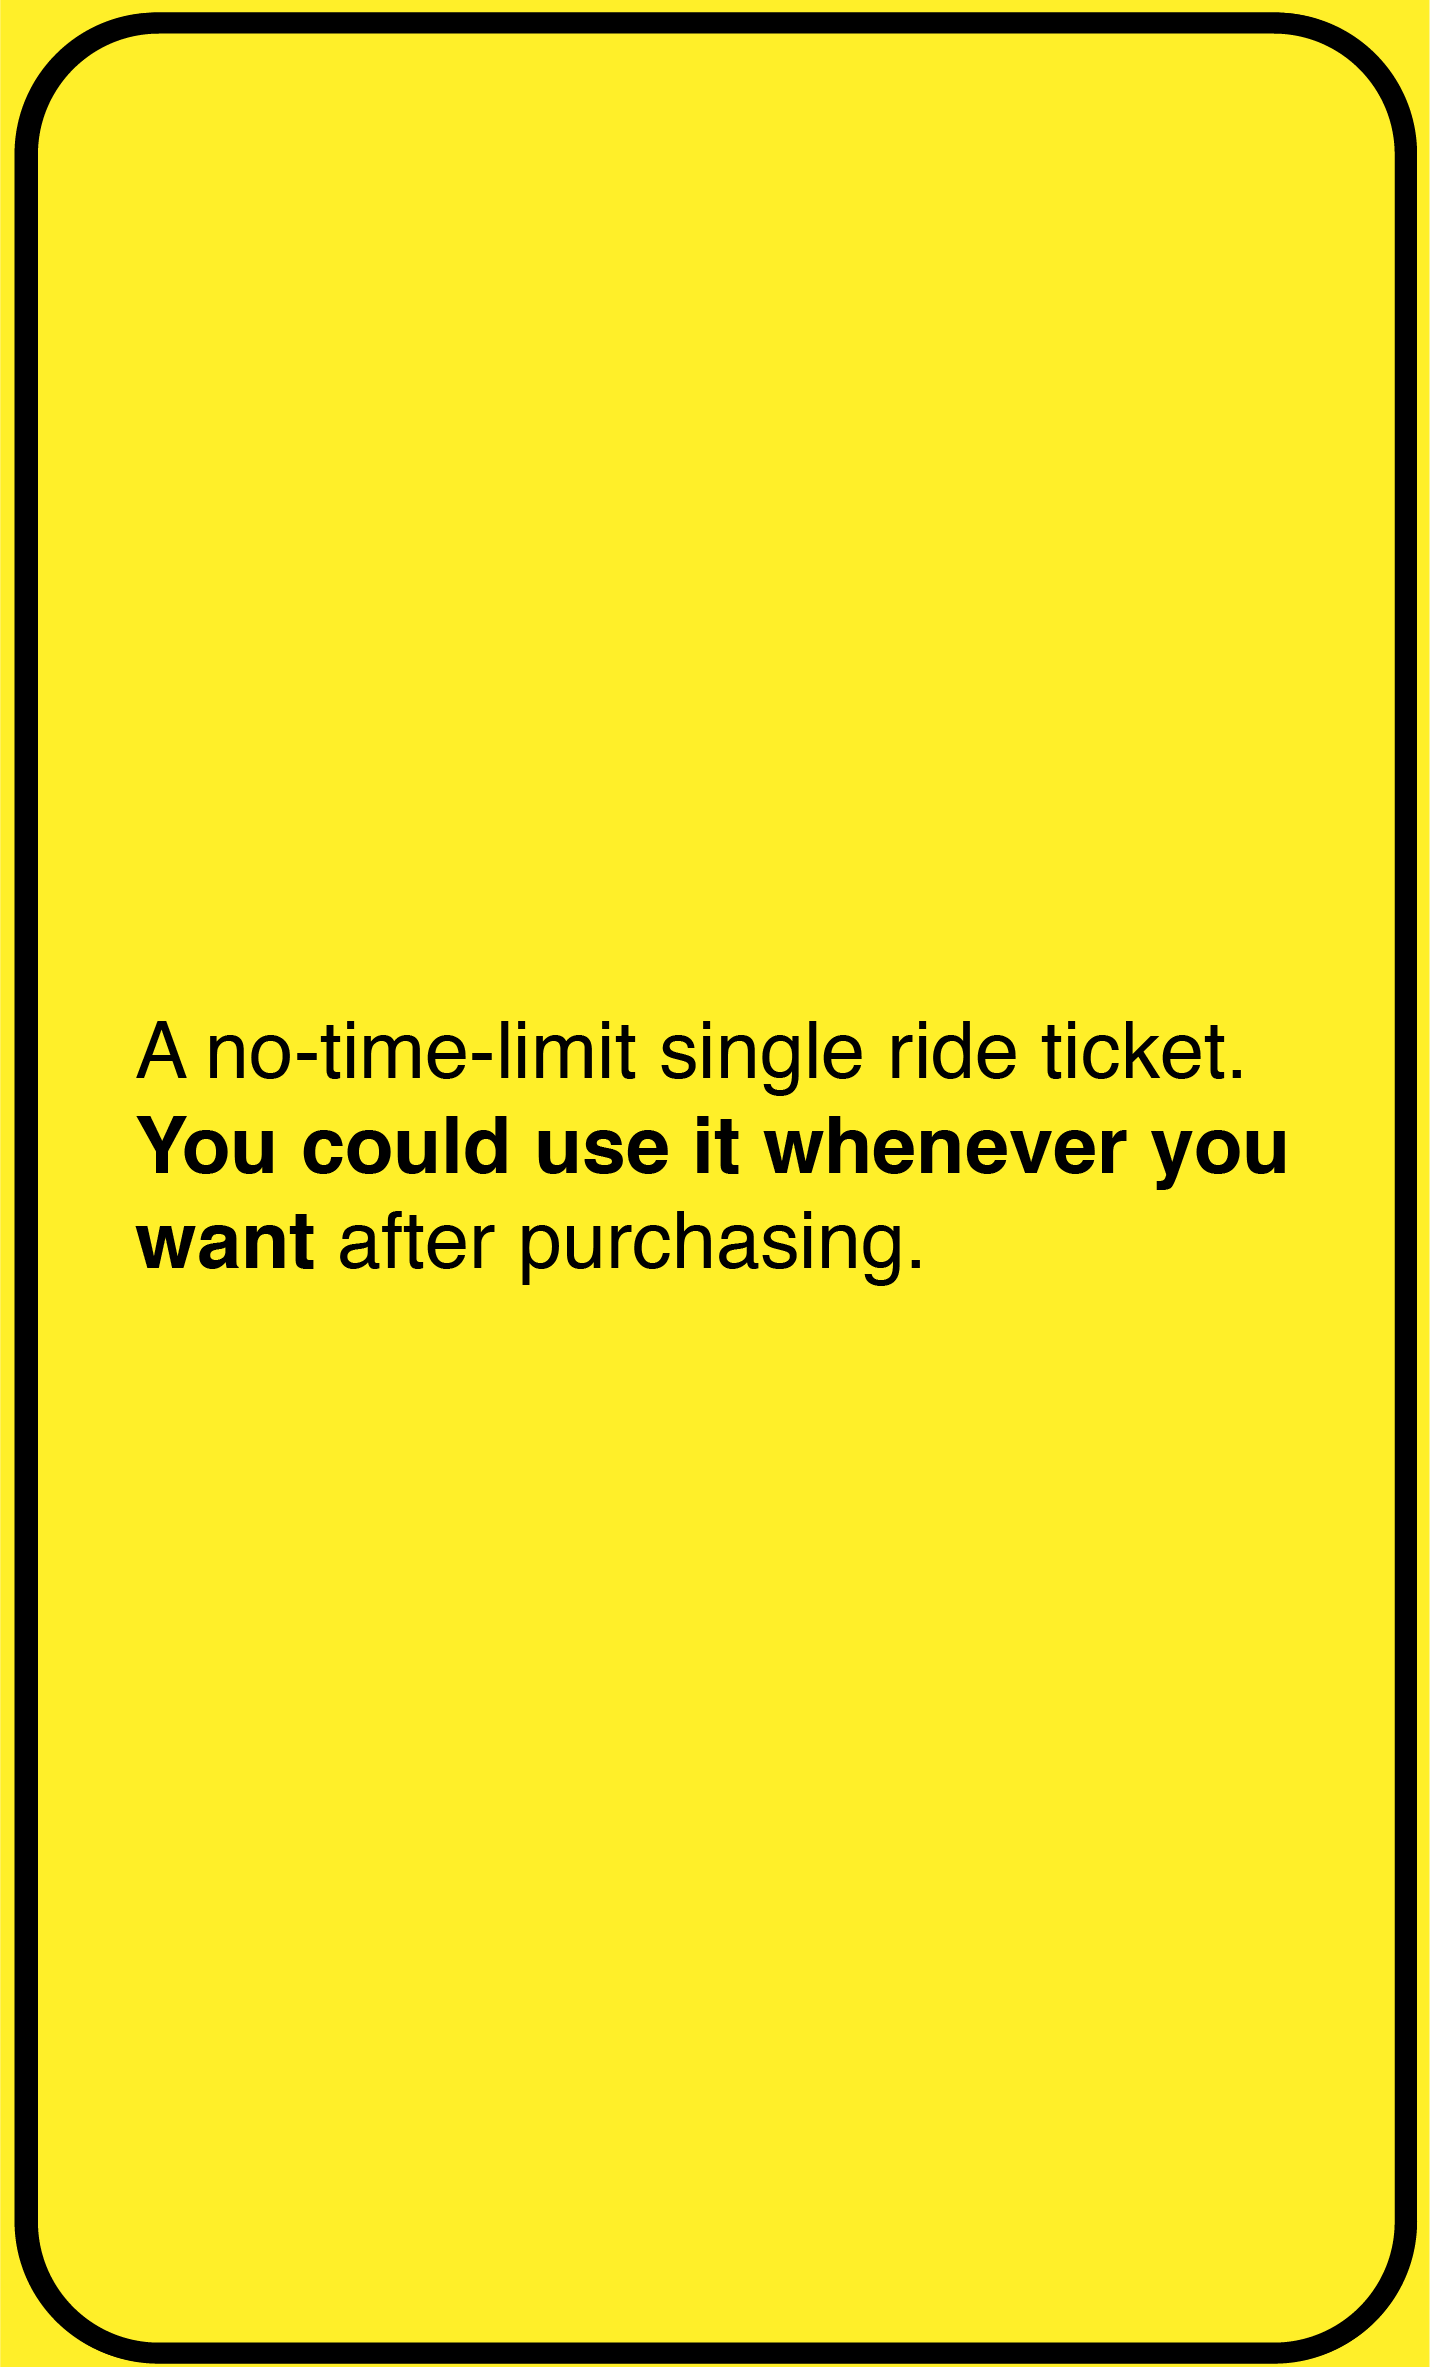 A no-time-limit single ride ticket.
You could use it whenever you
want after purchasing.